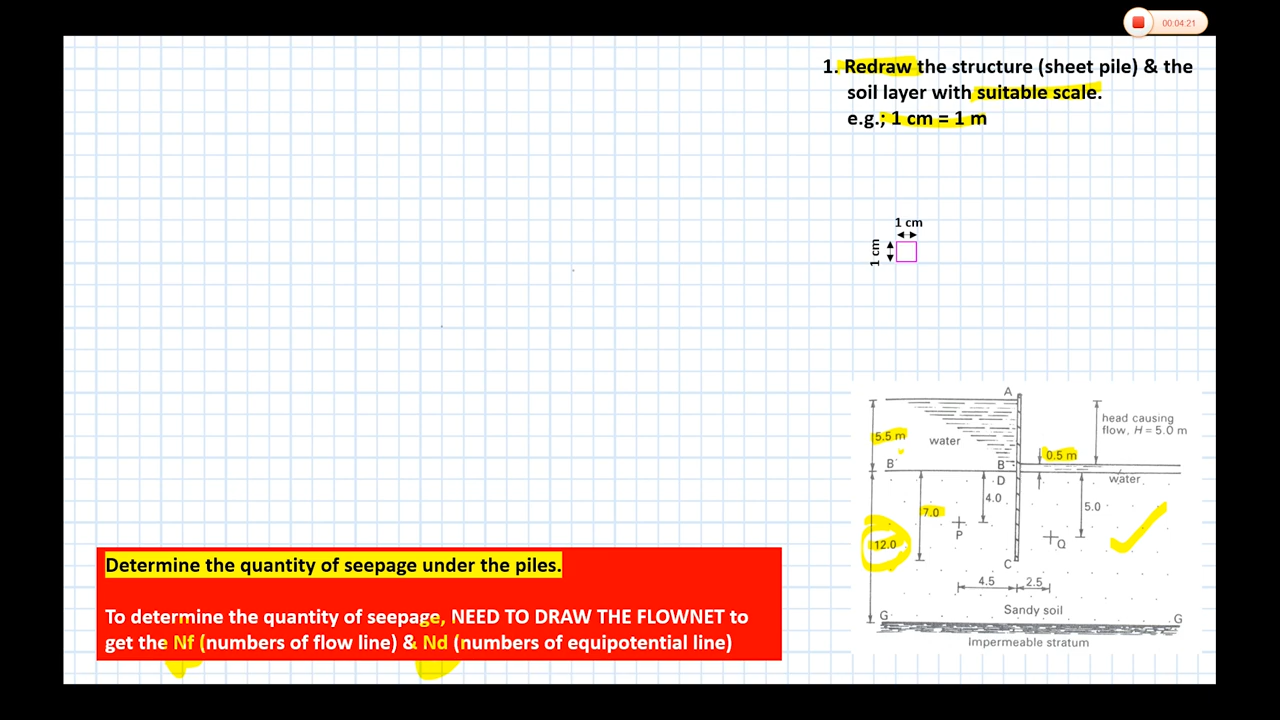 00:04:21
1. Redraw the structure (sheet pile) & the
soil layer with suitable scale.
e.g.; 1 cm = 1 m
1 cm
1 cm
A
head causing
flow, H = 5.0 m
5.5 m
water
0.5 m
B'
B
D
water
4.0
7.0
5.0
P
Q
12.0
C
4.5
2.5
Sandy soil
G
G
Impermeable stratum
Determine the quantity of seepage under the piles.
To determine the quantity of seepage, NEED TO DRAW THE FLOWNET to
get the Nf (numbers of flow line) & Nd (numbers of equipotential line)